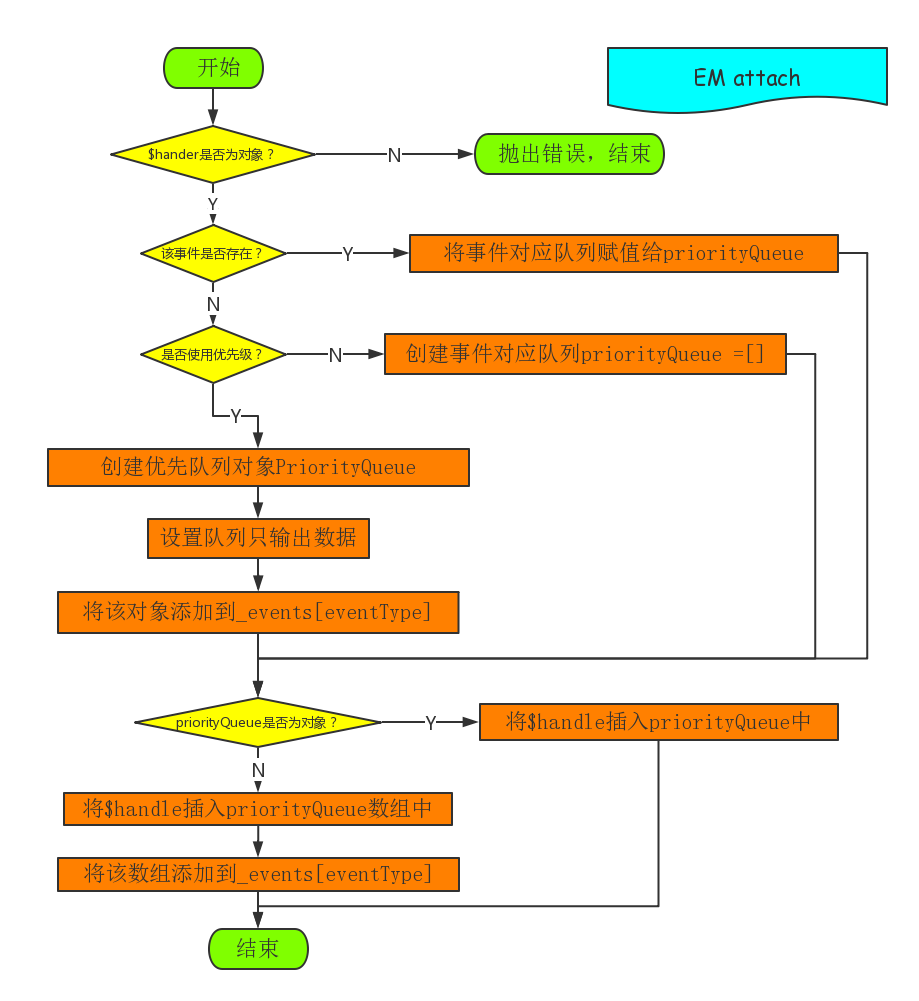 开始
EM attach
$hander是否为对象？
N
抛出错误，结束
Y
该事件是否存在？
Y
将事件对应队列赋值给priorityQueue
N
是否使用优先级？
N
创建事件对应队列priorityQueue =[]
Y
创建优先队列对象PriorityQueue
设置队列只输出数据
将该对象添加到_events[eventType]
priorityQueue是否为对象？
Y
将$handle插入priorityQueue中
N
将$handle插入priorityQueue数组中
将该数组添加到_events[eventType]
结束